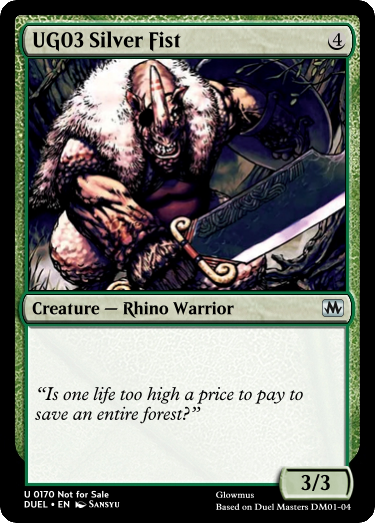 UG03 Silver Fist 4
Creature — Rhino Warrior
“Is one life too high a price to pay to
save an entire forest?”
3/3
U 0170 Not for Sale
DUEL • EN Sansyu
Glowmus
Based on Duel Masters DM01-04